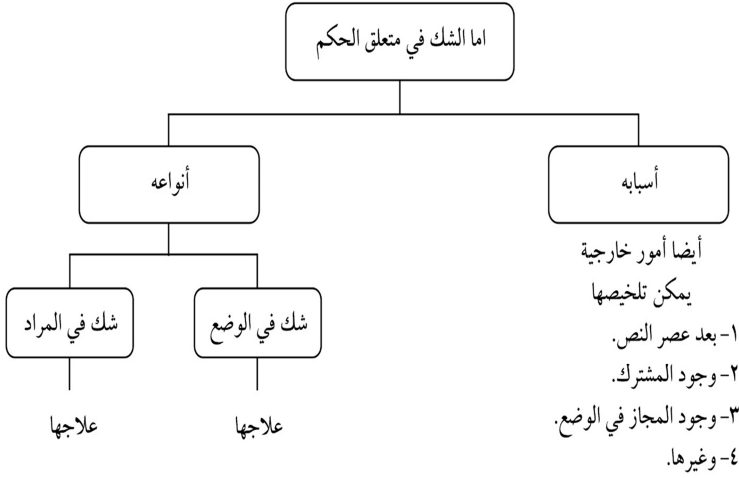 اما الشك في متعلق الحكم
أسبابه
أيضا أمور خارجية
يمكن تلخيصها
١- بعد عصر النص.
٢- وجود المشترك.
٣- وجود المجاز في الوضع.
٤- وغيرها.
أنواعه
شك في الوضع
علاجها
شك في المراد
علاجها